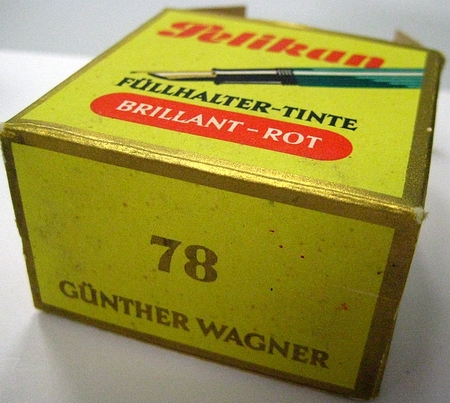 Pelikan
FÜLLHALTER-TINTE
BRILLANT-ROT
78
GÜNTHER WAGNER